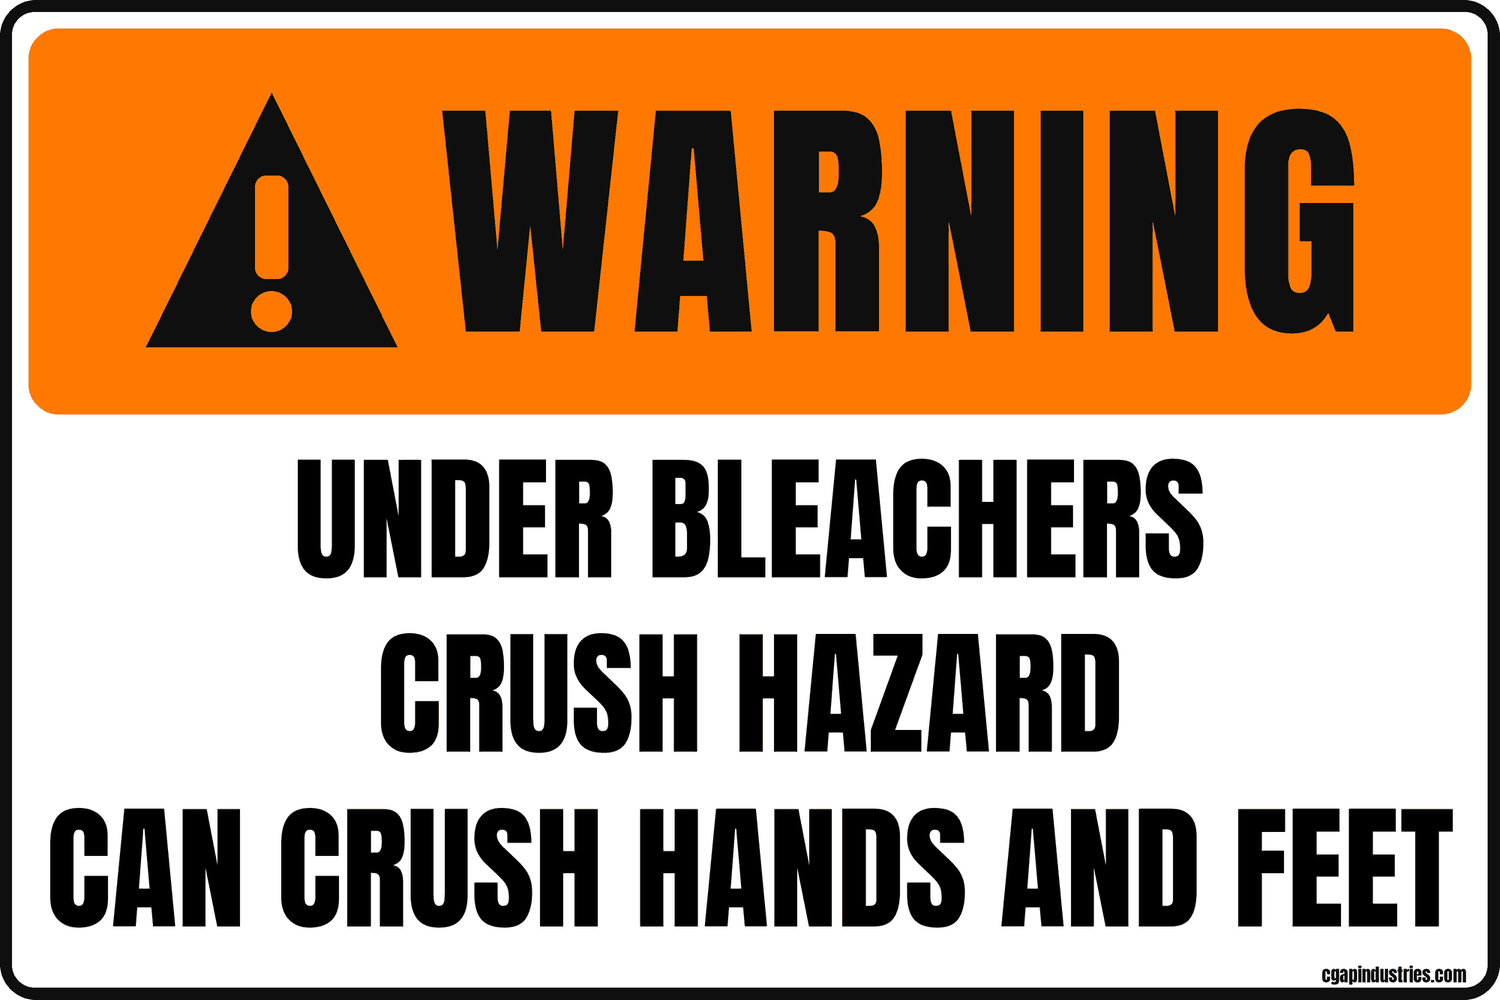 WARNING
UNDER BLEACHERS
CRUSH HAZARD
CAN CRUSH HANDS AND FEET
cgapindustries.com